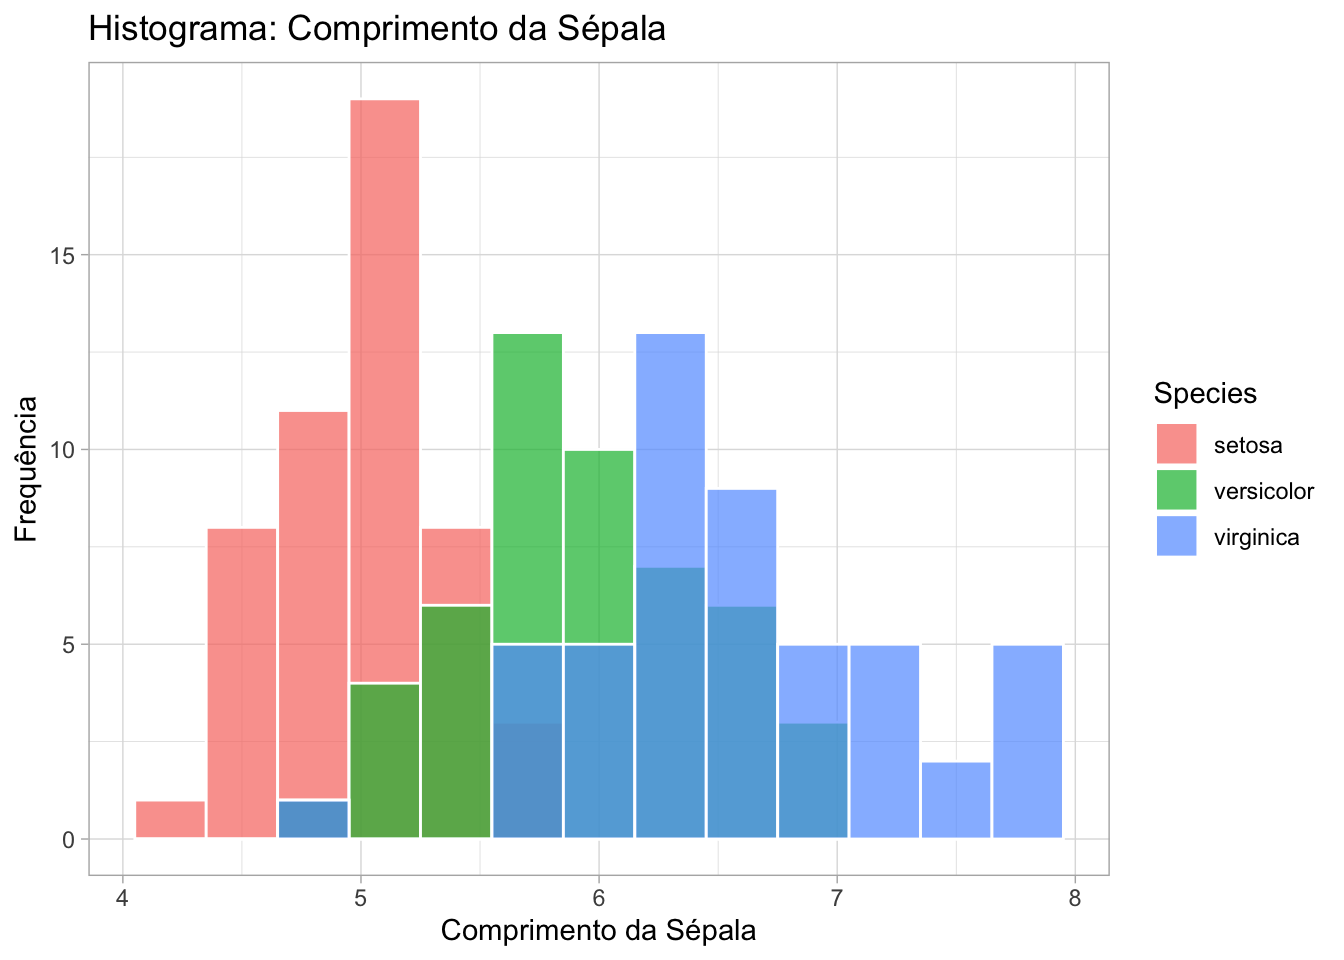 Histograma: Comprimento da Sépala
Frequência
15
10
5
0
4 5 6 7 8
Comprimento da Sépala
Species
setosa
versicolor
virginica